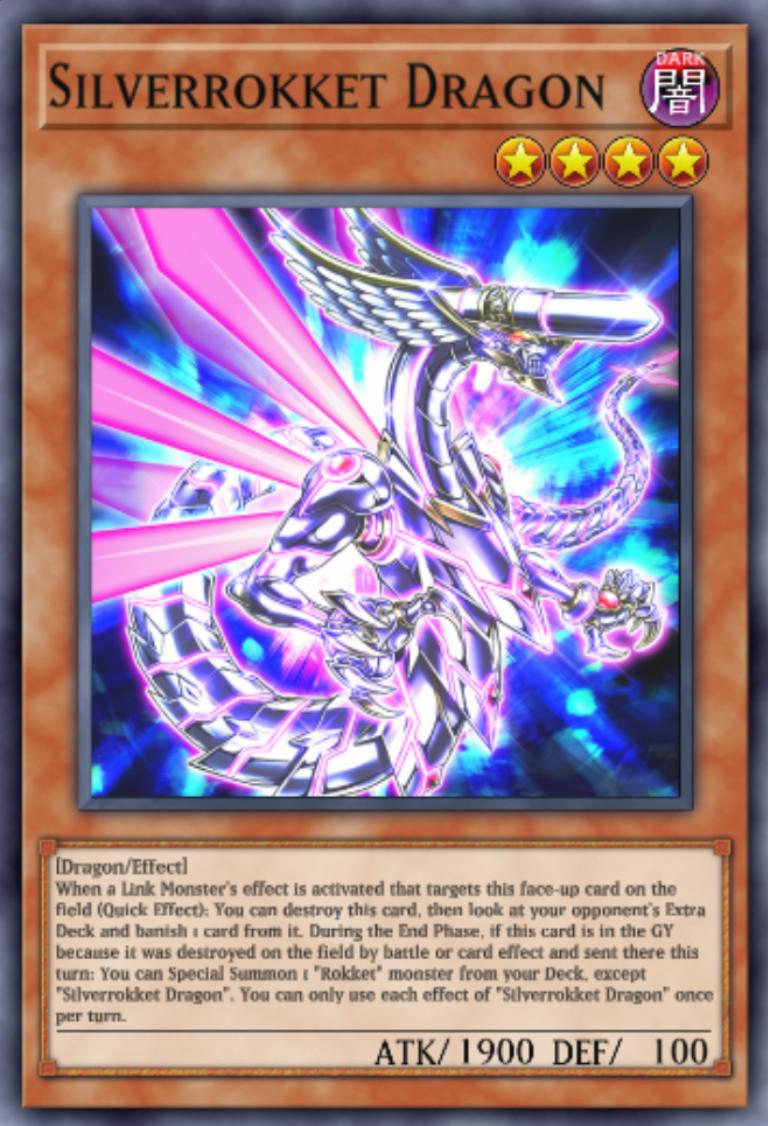 SILVERROKKET DRAGON
DARK
闇
[Dragon/Effect]
When a Link Monster's effect is activated that targets this face-up card on the
field (Quick Effect): You can destroy this card, then look at your opponent's Extra
Deck and banish 1 card from it. During the End Phase, if this card is in the GY
because it was destroyed on the field by battle or card effect and sent there this
turn: You can Special Summon 1 "Rokket" monster from your Deck, except
"Silverrokket Dragon". You can only use each effect of "Silverrokket Dragon" once
per turn.
ATK/ 1900 DEF/ 100